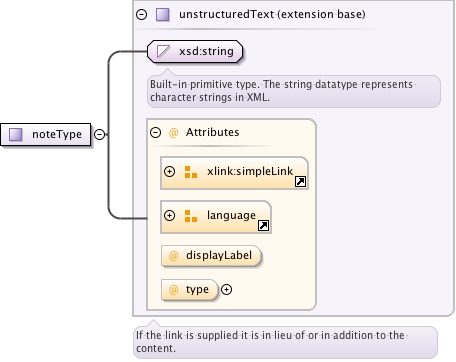 unstructuredText (extension base)
xsd:string
Built-in primitive type. The string datatype represents
character strings in XML.
noteType
@ Attributes
xlink:simpleLink
language
@ displayLabel
@ type
If the link is supplied it is in lieu of or in addition to the
content.